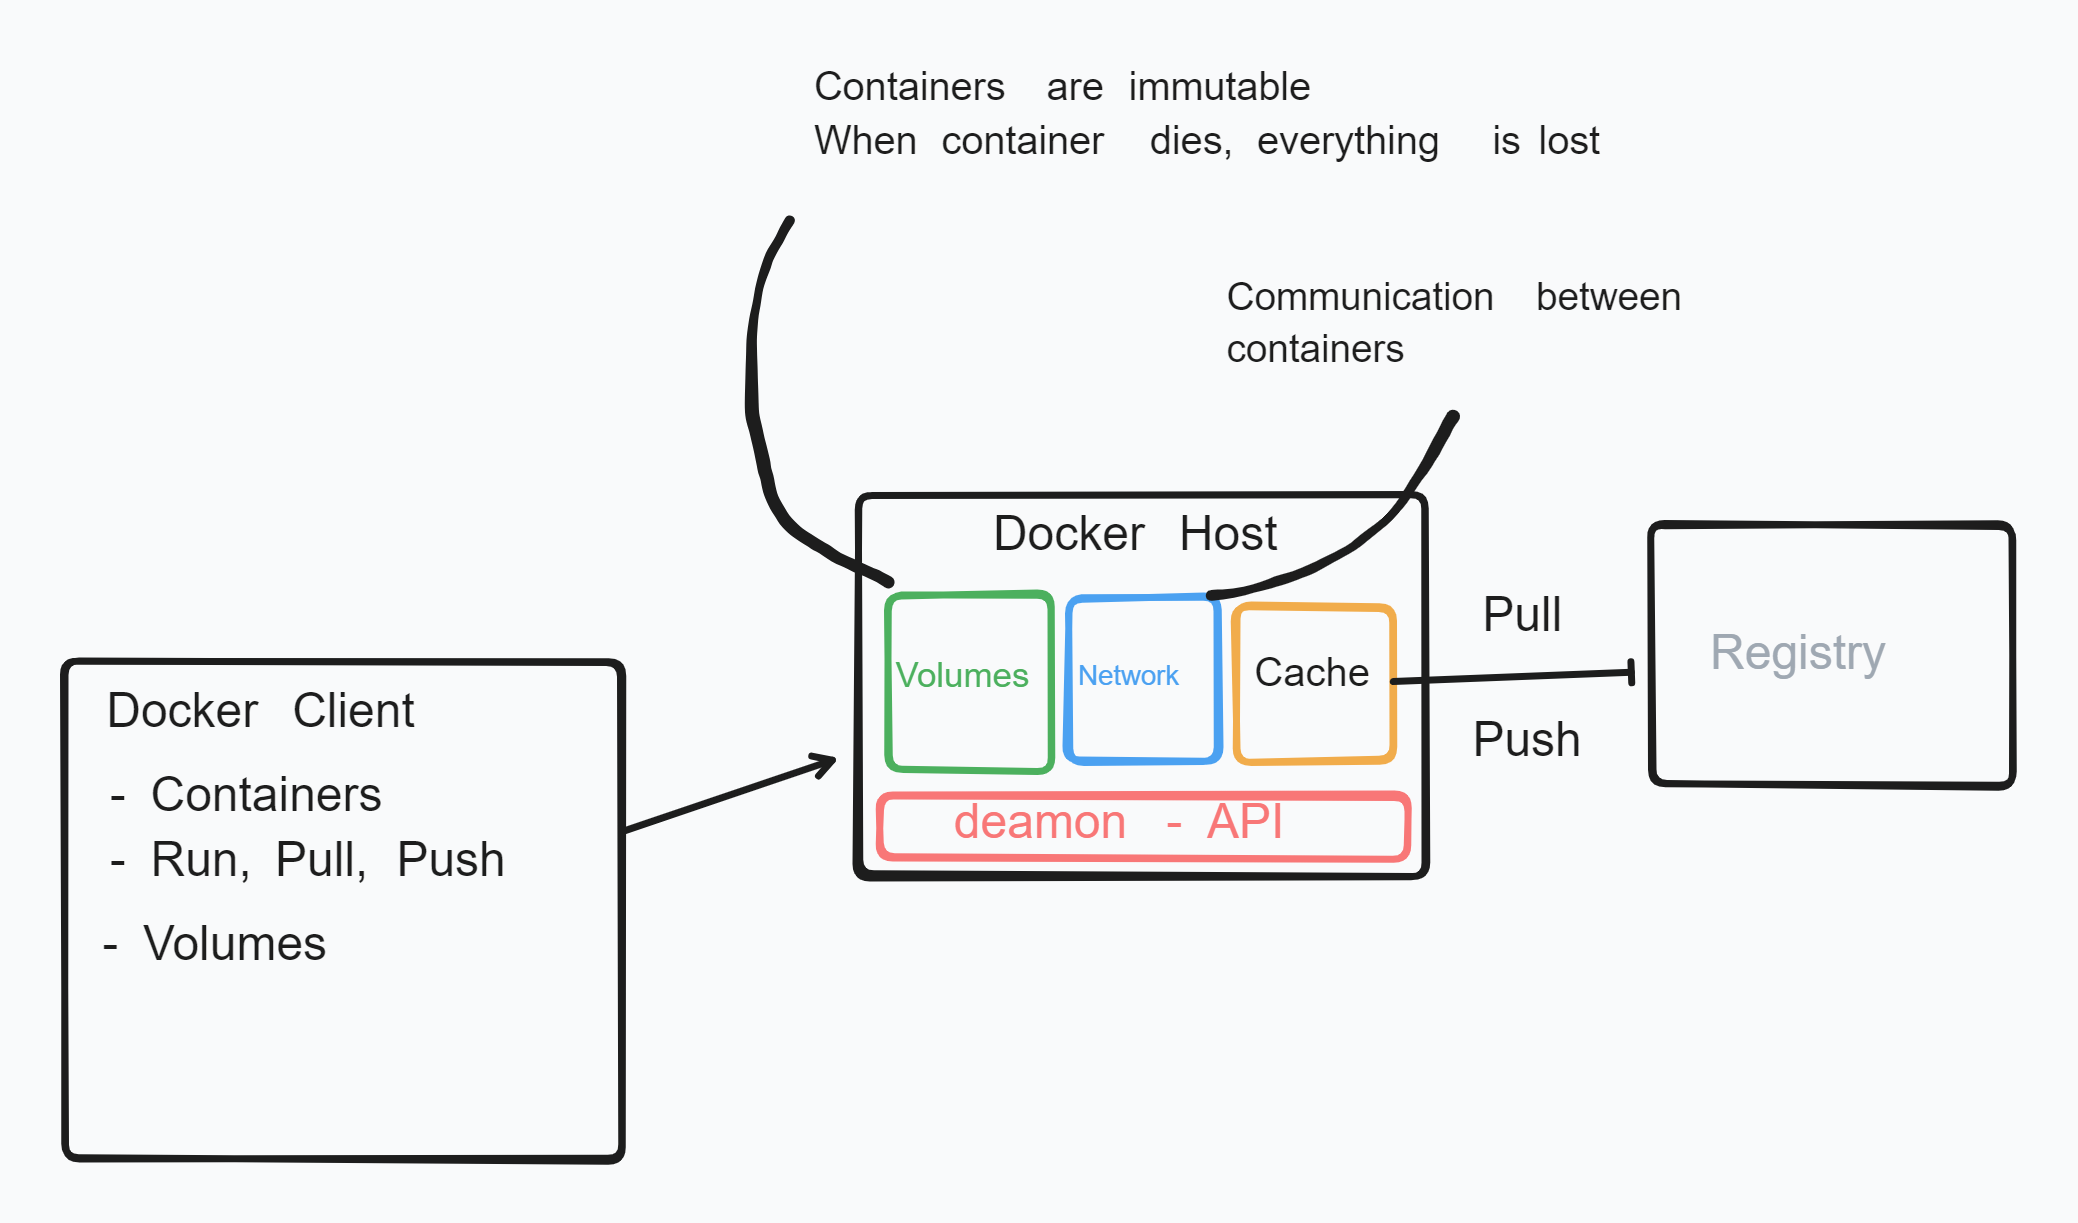 Containers are immutable
When container dies, everything is lost
Communication between
containers
Docker Host
Volumes
Network
Cache
deamon - API
Pull
Push
Registry
Docker Client
- Containers
- Run, Pull, Push
- Volumes